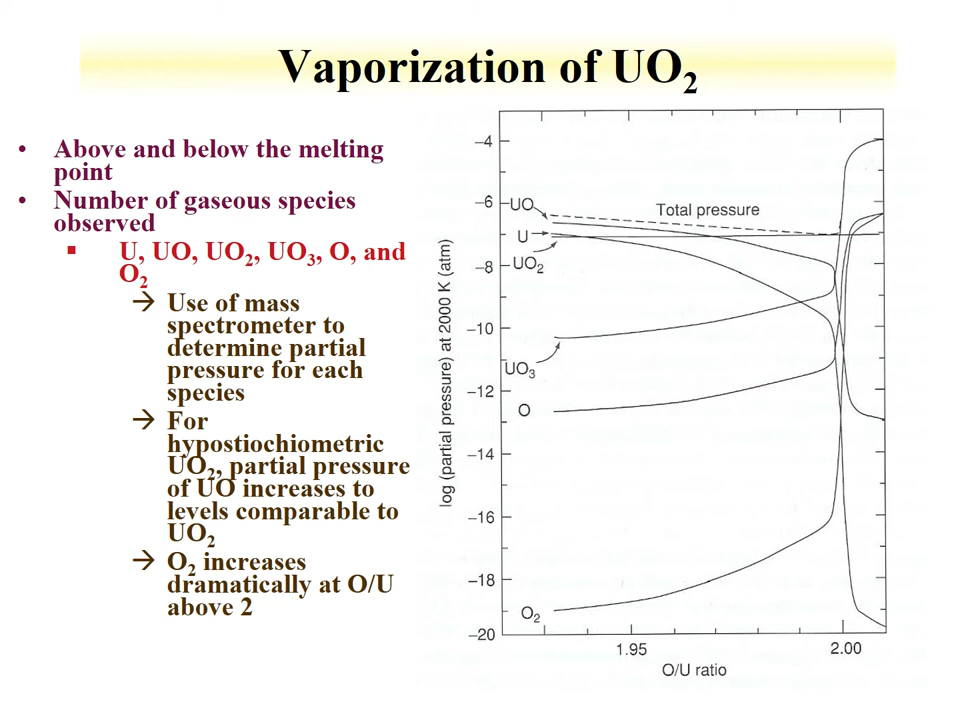 Vaporization of UO2
• Above and below the melting
point
• Number of gaseous species
observed
▪ U, UO, UO2, UO3, O, and
O2
→ Use of mass
spectrometer to
determine partial
pressure for each
species
→ For
hypostiochiometric
UO2, partial pressure
of UO increases to
levels comparable to
UO2
→ O2 increases
dramatically at O/U
above 2
log (partial pressure) at 2000 K (atm)
−4
−6
−8
−10
−12
−14
−16
−18
−20
UO
Total pressure
U
UO2
UO3
O
O2
1.95
2.00
O/U ratio